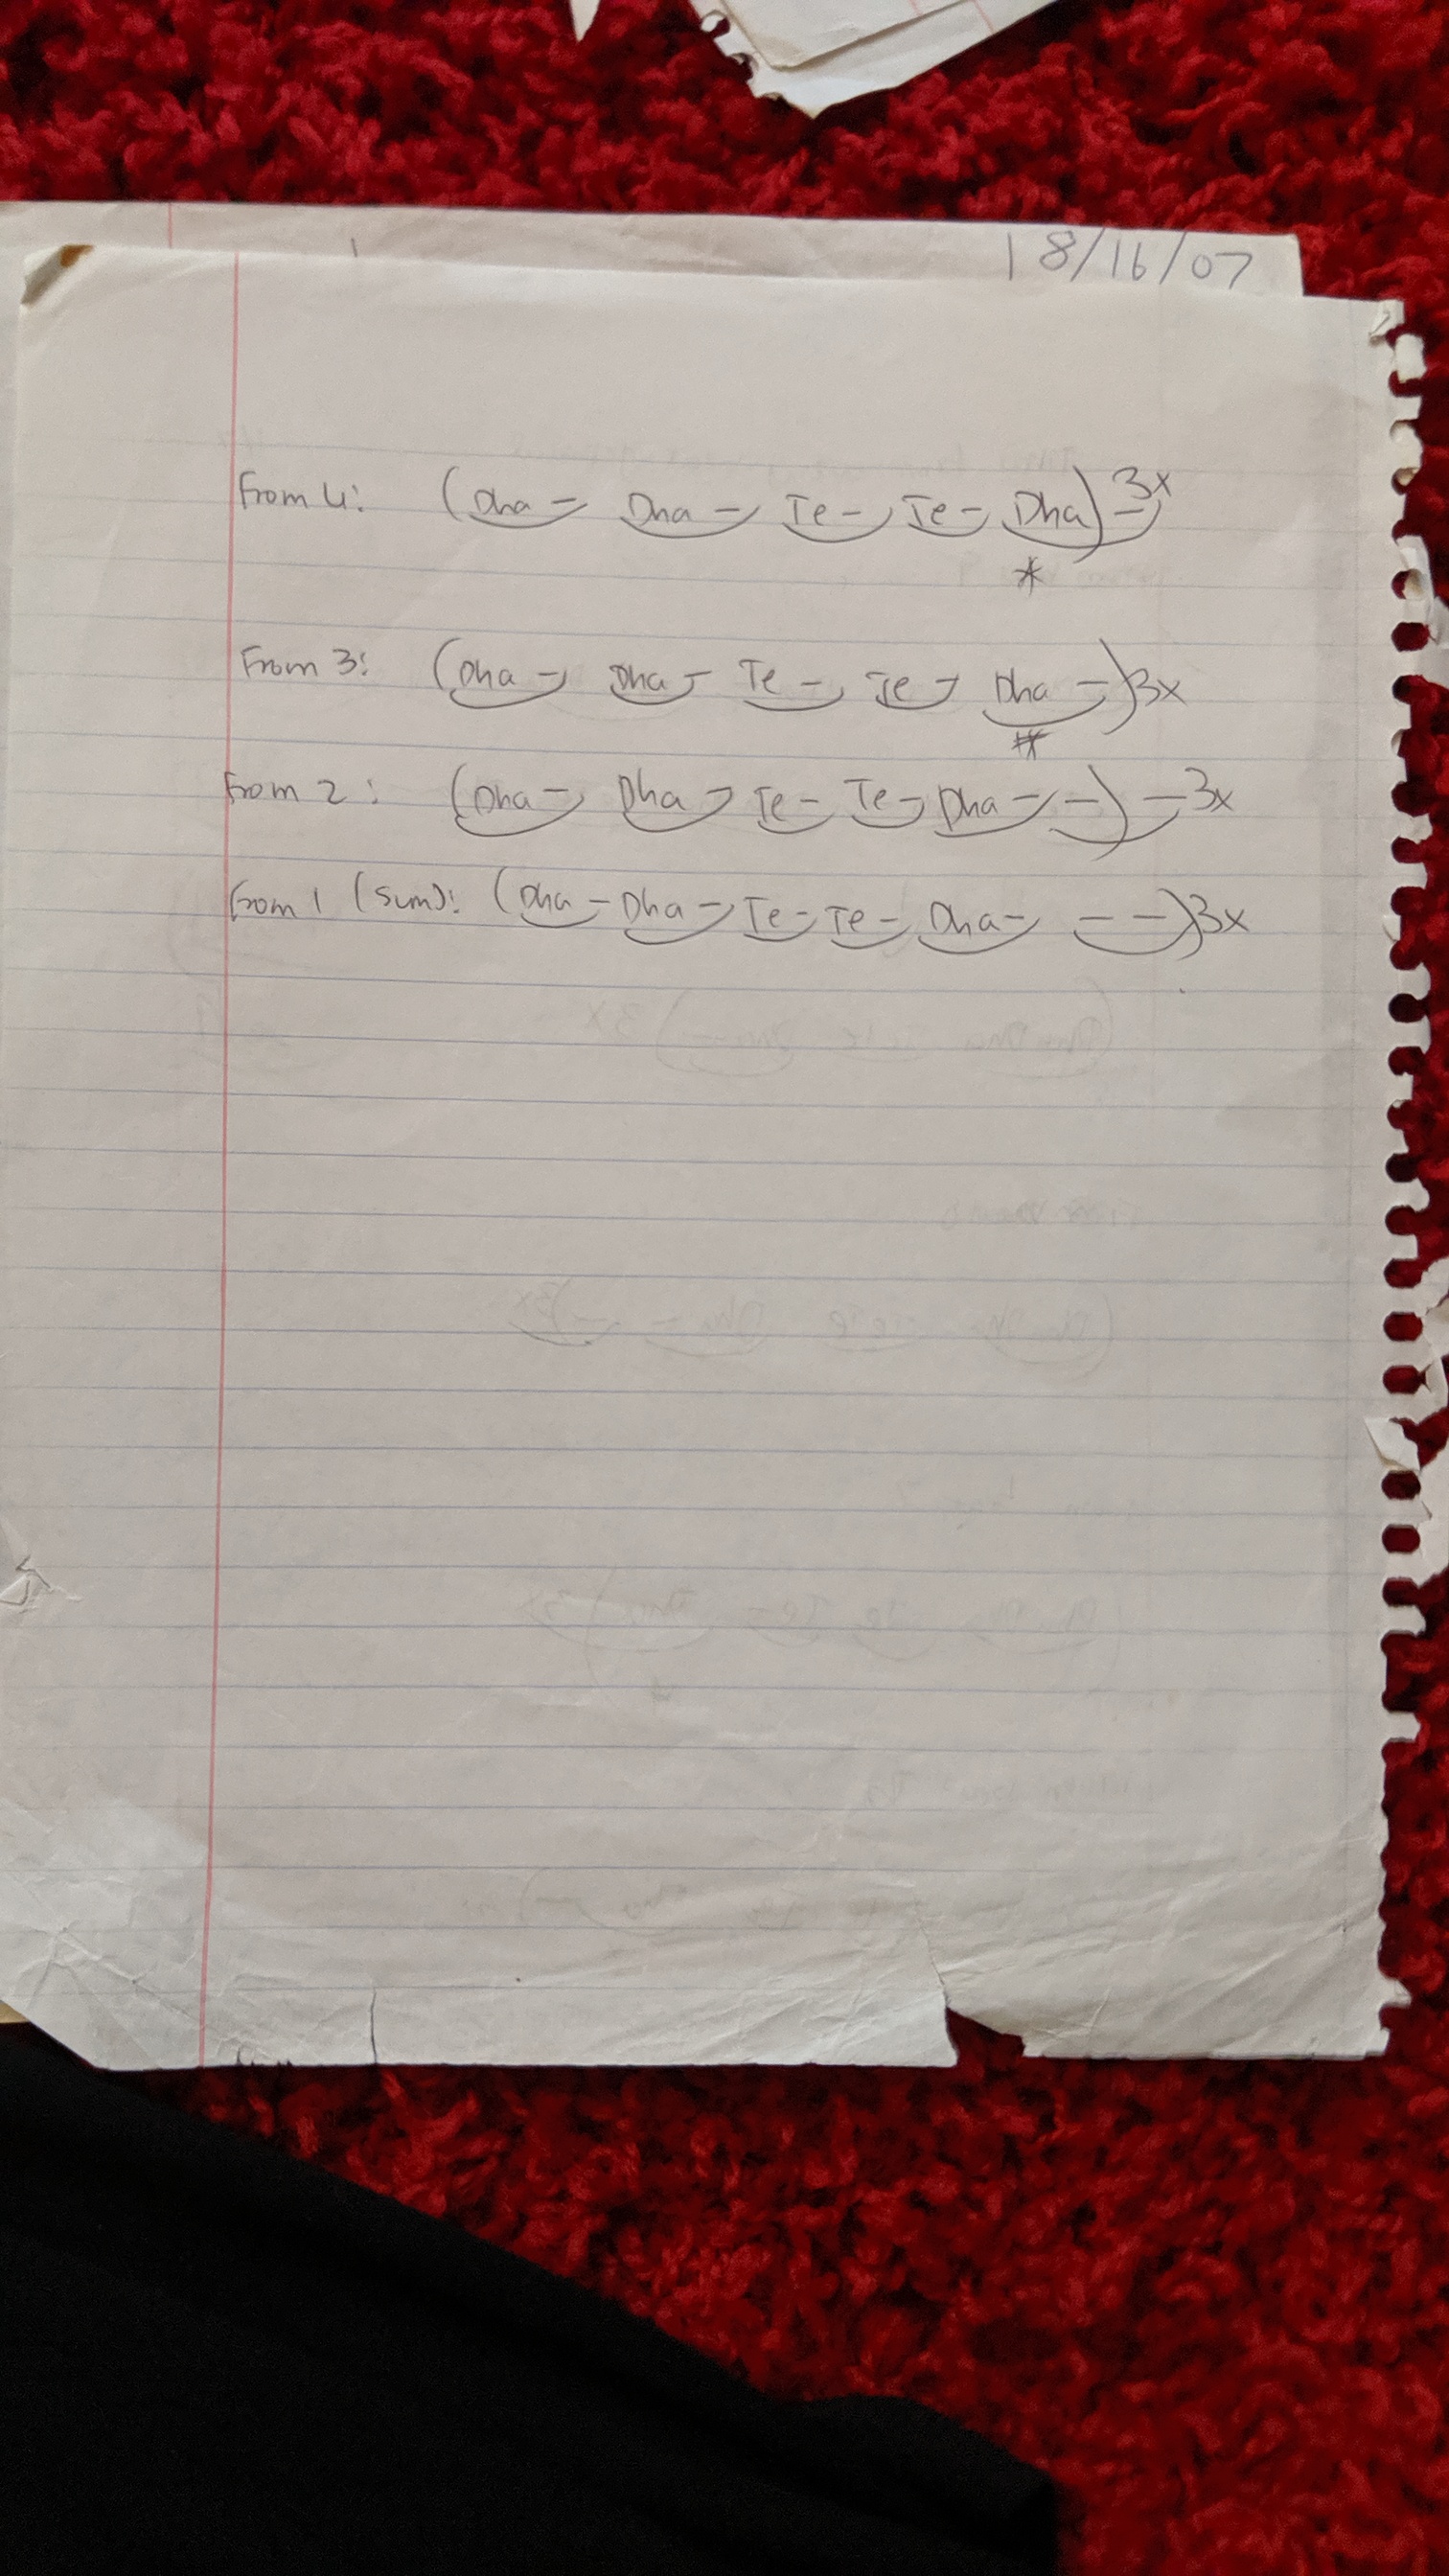 8/16/07
From 4: (Dha - Dha - Te - Te - Dha) - 3x
*
From 3: (Dha - Dha - Te - Te - Dha -) 3x
#
From 2: (Dha - Dha - Te - Te - Dha - -) - 3x
From 1 (sum): (Dha - Dha - Te - Te - Dha - - -) 3x